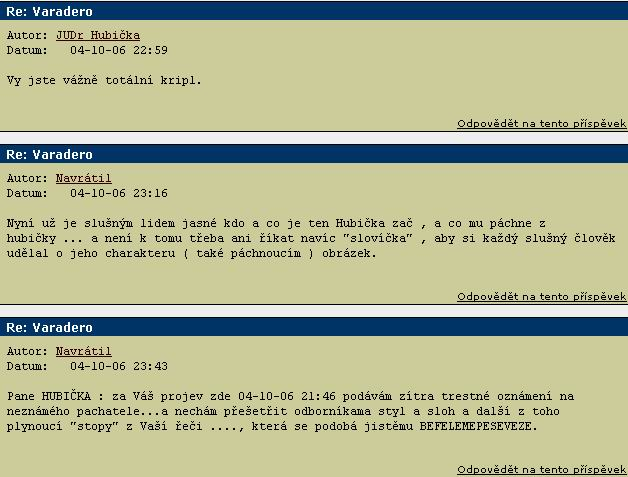 Re: Varadero
Autor: JUDr Hubička
Datum: 04-10-06 22:59
Vy jste vážně totální kripl.
Odpovědět na tento příspěvek
Re: Varadero
Autor: Navrátil
Datum: 04-10-06 23:16
Nyní už je slušným lidem jasné kdo a co je ten Hubička zač , a co mu páchne z
hubičky ... a není k tomu třeba ani říkat navíc "slovíčka" , aby si každý slušný člověk
udělal o jeho charakteru ( také páchnoucím ) obrázek.
Odpovědět na tento příspěvek
Re: Varadero
Autor: Navrátil
Datum: 04-10-06 23:43
Pane HUBIČKA : za Váš projev zde 04-10-06 21:46 podávám zítra trestné oznámení na
neznámého pachatele...a nechám přešetřit odborníkama styl a sloh a další z toho
plynoucí "stopy" z Vaší řeči ...., která se podobá jistěmu BEFELEMEPESEVEZE.
Odpovědět na tento příspěvek